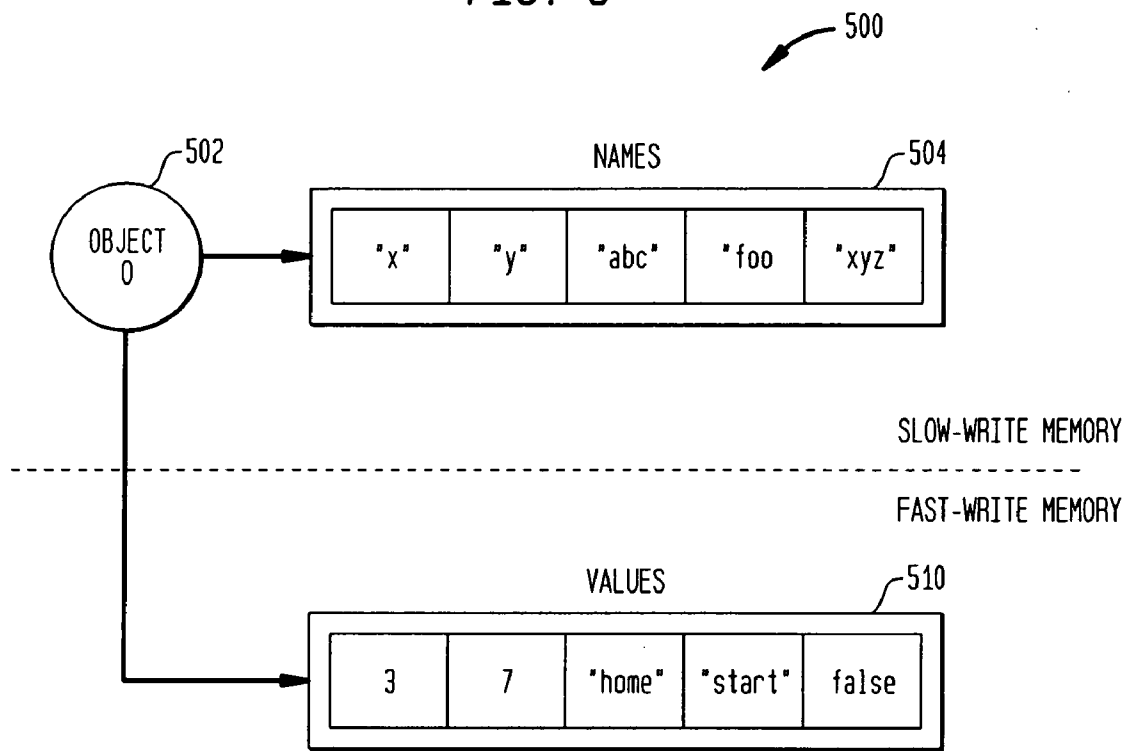 500
502
NAMES
504
OBJECT
O
"x" "y" "abc" "foo "xyz"
SLOW-WRITE MEMORY
FAST-WRITE MEMORY
VALUES
510
3 7 "home" "start" false